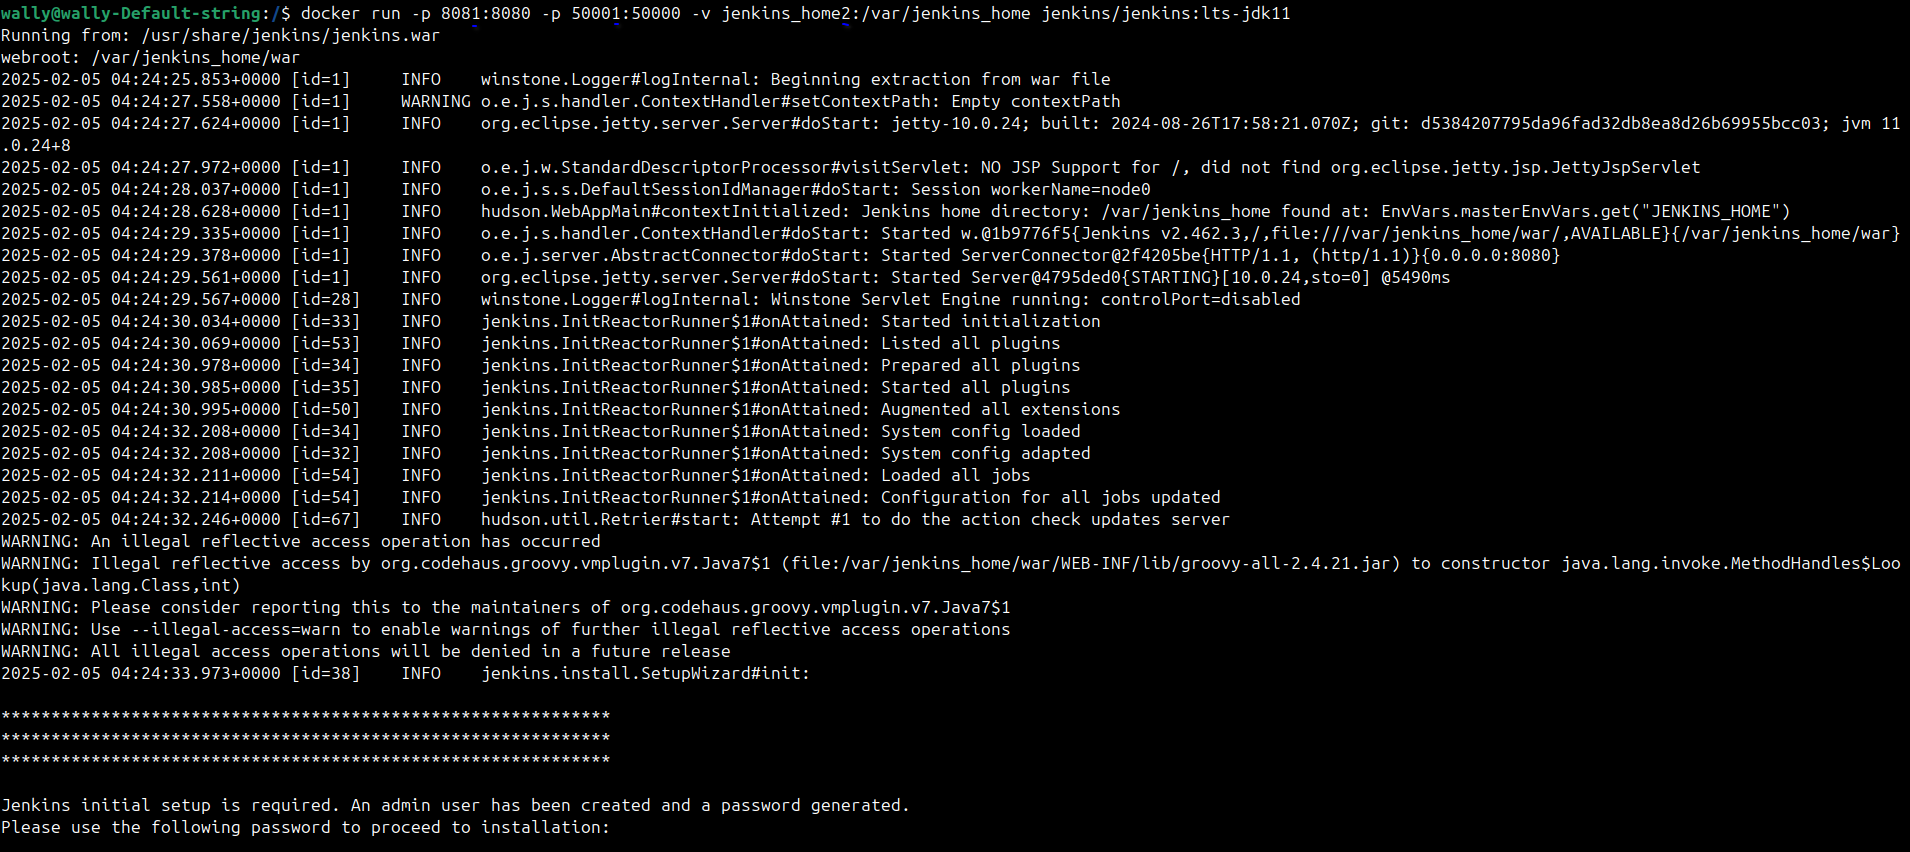 wally@wally-Default-string:/$ docker run -p 8081:8080 -p 50001:50000 -v jenkins_home2:/var/jenkins_home jenkins/jenkins:lts-jdk11
Running from: /usr/share/jenkins/jenkins.war
webroot: /var/jenkins_home/war
2025-02-05 04:24:25.853+0000 [id=1]     INFO    winstone.Logger#logInternal: Beginning extraction from war file
2025-02-05 04:24:27.558+0000 [id=1]     WARNING o.e.j.s.handler.ContextHandler#setContextPath: Empty contextPath
2025-02-05 04:24:27.624+0000 [id=1]     INFO    org.eclipse.jetty.server.Server#doStart: jetty-10.0.24; built: 2024-08-26T17:58:21.070Z; git: d5384207795da96fad32db8ea8d26b69955bcc03; jvm 11
.0.24+8
2025-02-05 04:24:27.972+0000 [id=1]     INFO    o.e.j.w.StandardDescriptorProcessor#visitServlet: NO JSP Support for /, did not find org.eclipse.jetty.jsp.JettyJspServlet
2025-02-05 04:24:28.037+0000 [id=1]     INFO    o.e.j.s.s.DefaultSessionIdManager#doStart: Session workerName=node0
2025-02-05 04:24:28.628+0000 [id=1]     INFO    hudson.WebAppMain#contextInitialized: Jenkins home directory: /var/jenkins_home found at: EnvVars.masterEnvVars.get("JENKINS_HOME")
2025-02-05 04:24:29.335+0000 [id=1]     INFO    o.e.j.s.handler.ContextHandler#doStart: Started w.@1b9776f5{Jenkins v2.462.3,/,file:///var/jenkins_home/war/,AVAILABLE}{/var/jenkins_home/war}
2025-02-05 04:24:29.378+0000 [id=1]     INFO    o.e.j.server.AbstractConnector#doStart: Started ServerConnector@2f4205be{HTTP/1.1, (http/1.1)}{0.0.0.0:8080}
2025-02-05 04:24:29.561+0000 [id=1]     INFO    org.eclipse.jetty.server.Server#doStart: Started Server@4795ded0{STARTING}[10.0.24,sto=0] @5490ms
2025-02-05 04:24:29.567+0000 [id=28]    INFO    winstone.Logger#logInternal: Winstone Servlet Engine running: controlPort=disabled
2025-02-05 04:24:30.034+0000 [id=33]    INFO    jenkins.InitReactorRunner$1#onAttained: Started initialization
2025-02-05 04:24:30.069+0000 [id=53]    INFO    jenkins.InitReactorRunner$1#onAttained: Listed all plugins
2025-02-05 04:24:30.978+0000 [id=34]    INFO    jenkins.InitReactorRunner$1#onAttained: Prepared all plugins
2025-02-05 04:24:30.985+0000 [id=35]    INFO    jenkins.InitReactorRunner$1#onAttained: Started all plugins
2025-02-05 04:24:30.995+0000 [id=50]    INFO    jenkins.InitReactorRunner$1#onAttained: Augmented all extensions
2025-02-05 04:24:32.208+0000 [id=34]    INFO    jenkins.InitReactorRunner$1#onAttained: System config loaded
2025-02-05 04:24:32.208+0000 [id=32]    INFO    jenkins.InitReactorRunner$1#onAttained: System config adapted
2025-02-05 04:24:32.211+0000 [id=54]    INFO    jenkins.InitReactorRunner$1#onAttained: Loaded all jobs
2025-02-05 04:24:32.214+0000 [id=54]    INFO    jenkins.InitReactorRunner$1#onAttained: Configuration for all jobs updated
2025-02-05 04:24:32.246+0000 [id=67]    INFO    hudson.util.Retrier#start: Attempt #1 to do the action check updates server
WARNING: An illegal reflective access operation has occurred
WARNING: Illegal reflective access by org.codehaus.groovy.vmplugin.v7.Java7$1 (file:/var/jenkins_home/war/WEB-INF/lib/groovy-all-2.4.21.jar) to constructor java.lang.invoke.MethodHandles$Loo
kup(java.lang.Class,int)
WARNING: Please consider reporting this to the maintainers of org.codehaus.groovy.vmplugin.v7.Java7$1
WARNING: Use --illegal-access=warn to enable warnings of further illegal reflective access operations
WARNING: All illegal access operations will be denied in a future release
2025-02-05 04:24:33.973+0000 [id=38]    INFO    jenkins.install.SetupWizard#init:

*************************************************************
*************************************************************
*************************************************************

Jenkins initial setup is required. An admin user has been created and a password generated.
Please use the following password to proceed to installation: